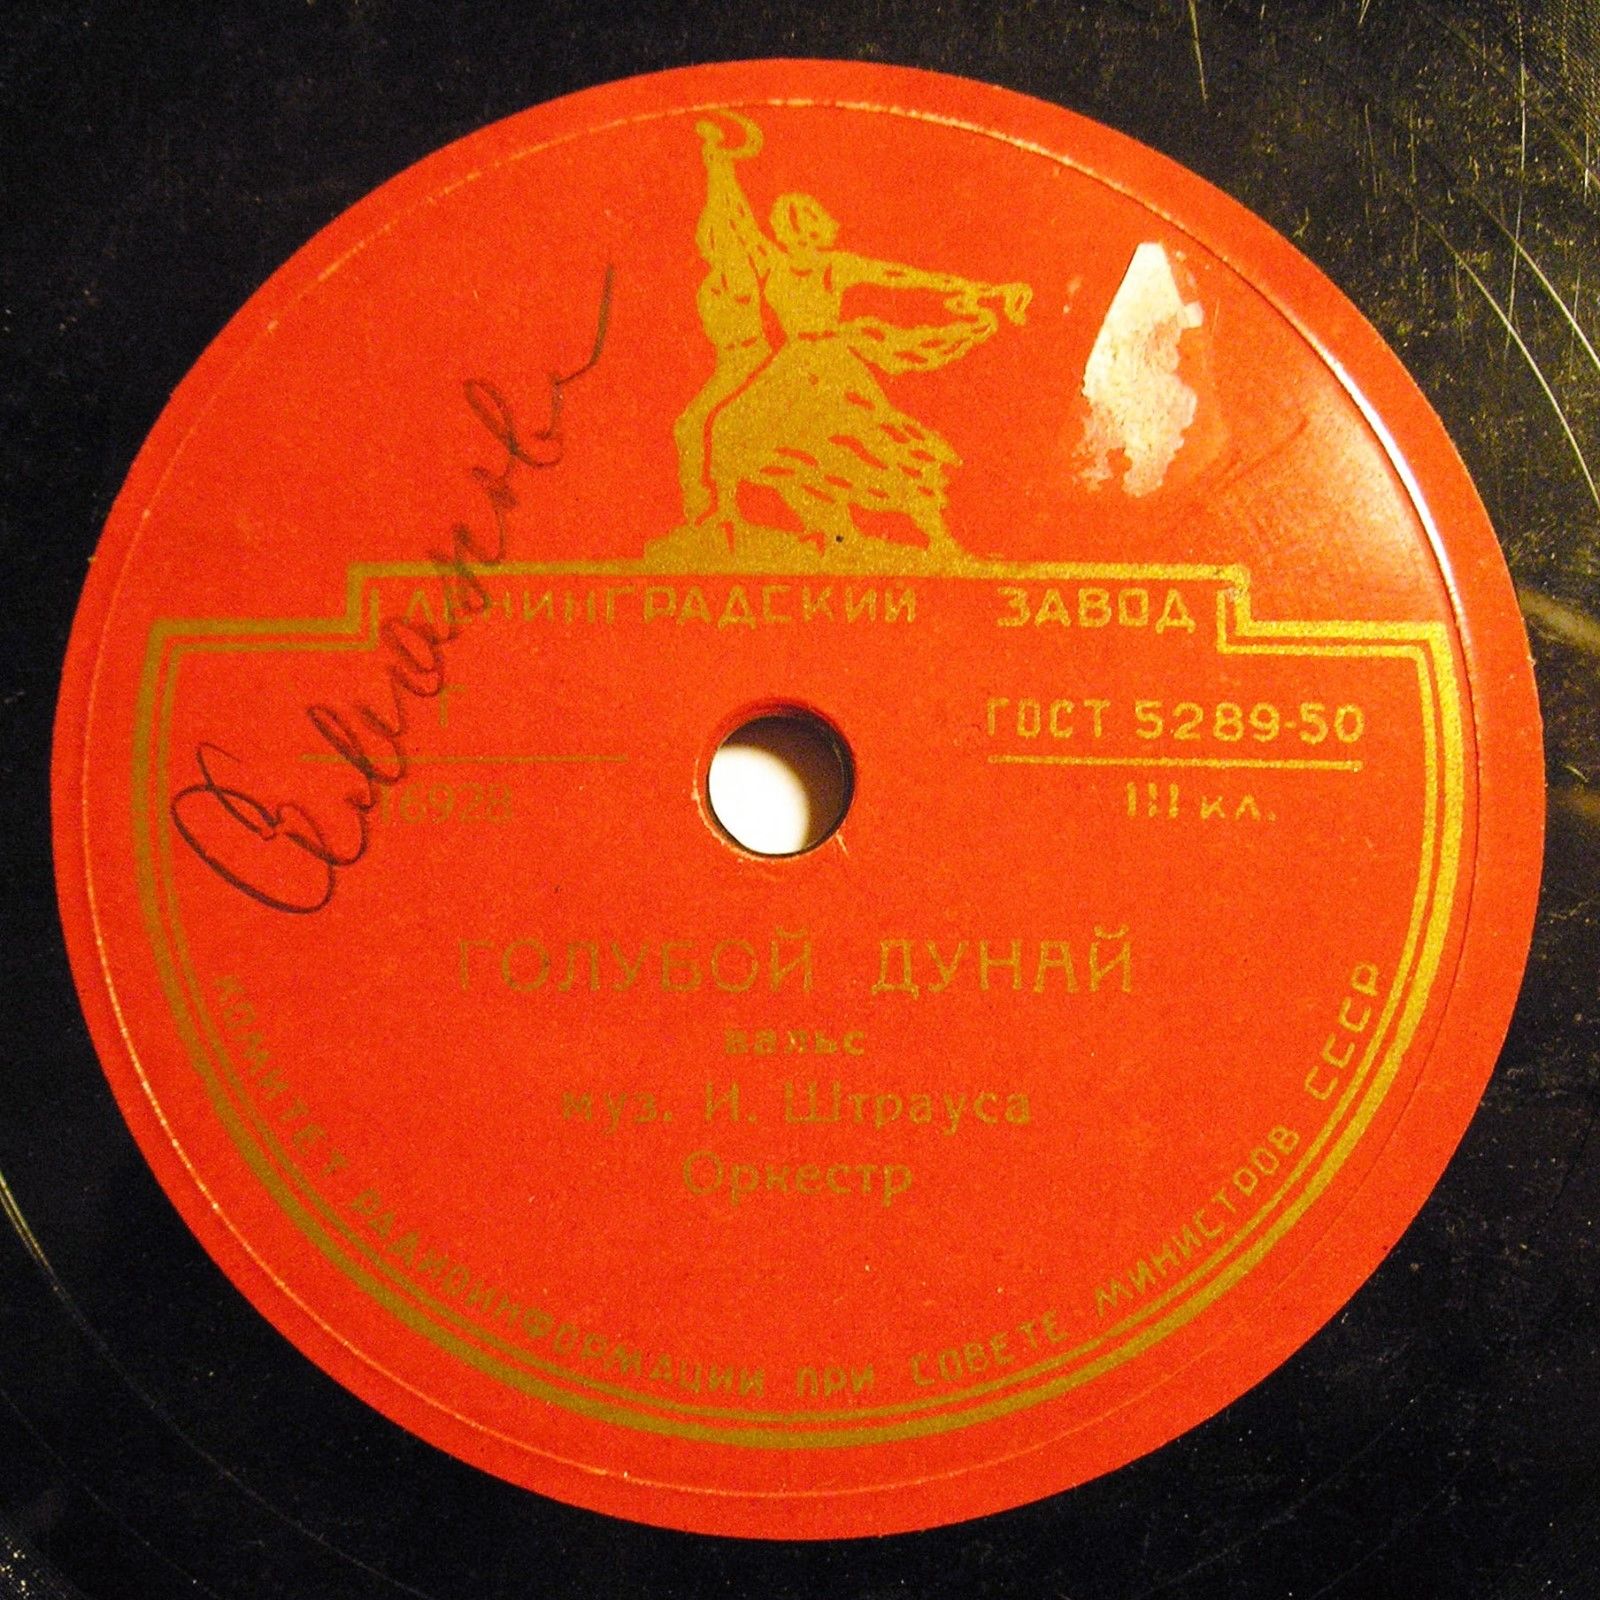 ЛЕНИНГРАДСКИЙ ЗАВОД
Т
16928
ГОСТ 5289-50
III кл.
ГОЛУБОЙ ДУНАЙ
вальс
муз. И. Штрауса
Оркестр
КОМИТЕТ РАДИОИНФОРМАЦИИ ПРИ СОВЕТЕ МИНИСТРОВ СССР